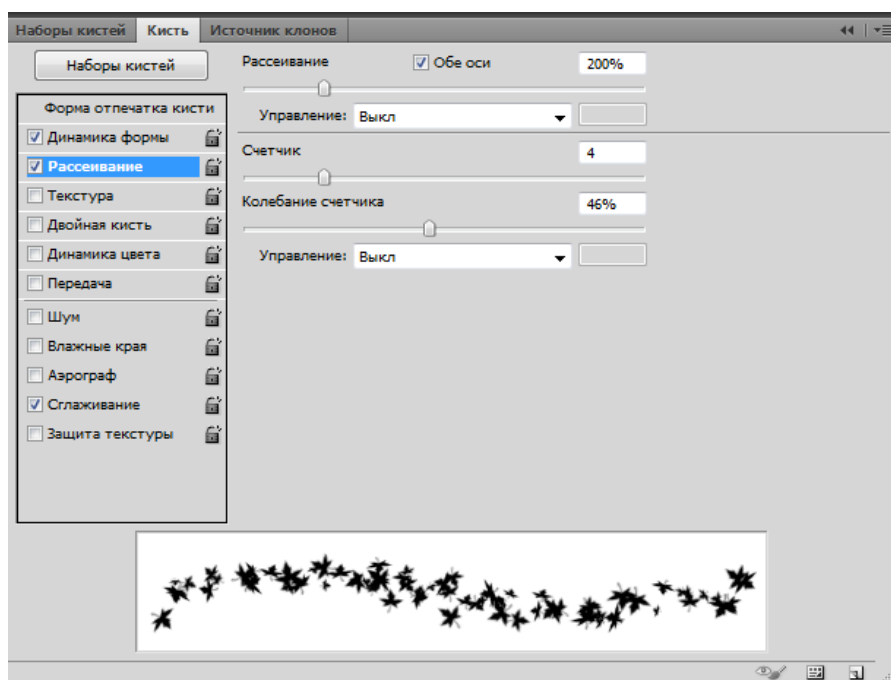 Наборы кистей Кисть Источник клонов
Наборы кистей
Форма отпечатка кисти
Динамика формы
Рассеивание
Текстура
Двойная кисть
Динамика цвета
Передача
Шум
Влажные края
Аэрограф
Сглаживание
Защита текстуры
Рассеивание Обе оси 200%
Управление: Выкл
Счетчик 4
Колебание счетчика 46%
Управление: Выкл